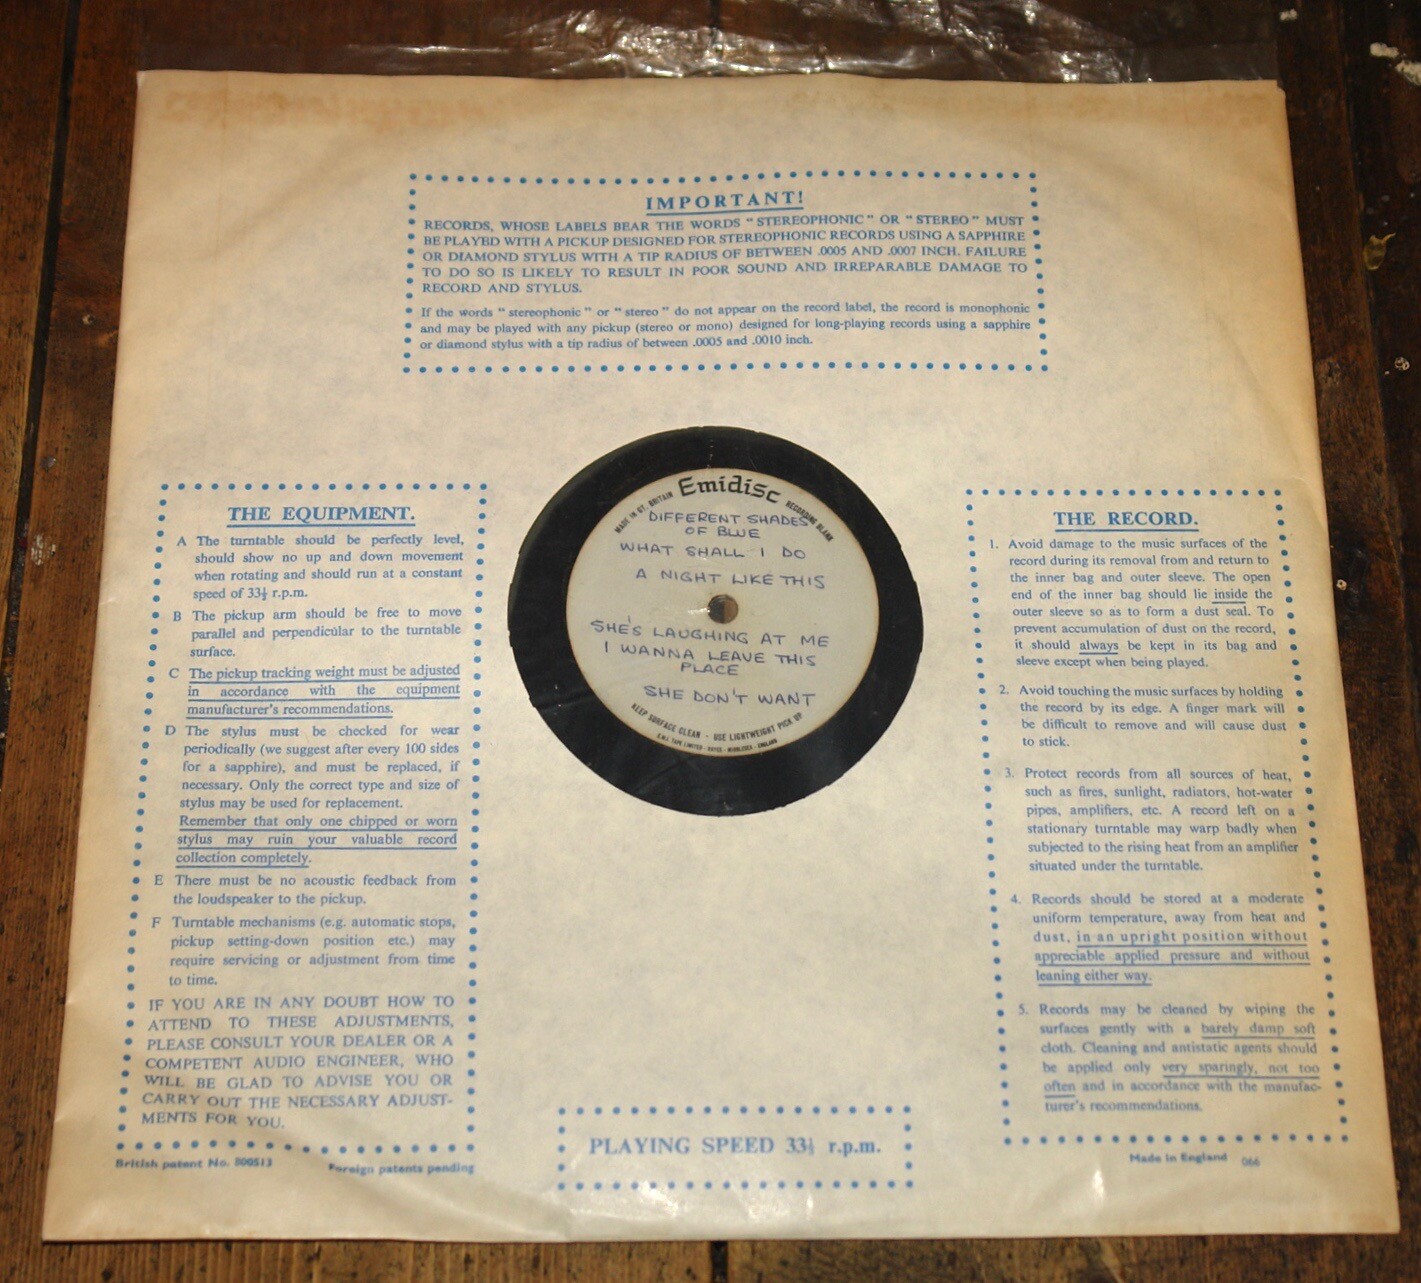 IMPORTANT!
RECORDS, WHOSE LABELS BEAR THE WORDS "STEREOPHONIC" OR "STEREO" MUST
BE PLAYED WITH A PICKUP DESIGNED FOR STEREOPHONIC RECORDS USING A SAPPHIRE
OR DIAMOND STYLUS WITH A TIP RADIUS OF BETWEEN .0005 AND .0007 INCH. FAILURE
TO DO SO IS LIKELY TO RESULT IN POOR SOUND AND IRREPARABLE DAMAGE TO
RECORD AND STYLUS.
If the words "stereophonic" or "stereo" do not appear on the record label, the record is monophonic
and may be played with any pickup (stereo or mono) designed for long-playing records using a sapphire
or diamond stylus with a tip radius of between .0005 and .0010 inch.
THE EQUIPMENT.
A The turntable should be perfectly level,
should show no up and down movement
when rotating and should run at a constant
speed of 33⅓ r.p.m.
B The pickup arm should be free to move
parallel and perpendicular to the turntable
surface.
C The pickup tracking weight must be adjusted
in accordance with the equipment
manufacturer's recommendations.
D The stylus must be checked for wear
periodically (we suggest after every 100 sides
for a sapphire), and must be replaced, if
necessary. Only the correct type and size of
stylus may be used for replacement.
Remember that only one chipped or worn
stylus may ruin your valuable record
collection completely.
E There must be no acoustic feedback from
the loudspeaker to the pickup.
F Turntable mechanisms (e.g. automatic stops,
pickup setting-down position etc.) may
require servicing or adjustment from time
to time.
IF YOU ARE IN ANY DOUBT HOW TO
ATTEND TO THESE ADJUSTMENTS,
PLEASE CONSULT YOUR DEALER OR A
COMPETENT AUDIO ENGINEER, WHO
WILL BE GLAD TO ADVISE YOU OR
CARRY OUT THE NECESSARY ADJUST-
MENTS FOR YOU.
British patent No. 800513
Foreign patents pending
Emidisc
MADE IN GT. BRITAIN
RECORDING BLANK
DIFFERENT SHADES
OF BLUE
WHAT SHALL I DO
A NIGHT LIKE THIS
SHE'S LAUGHING AT ME
I WANNA LEAVE THIS
PLACE
SHE DON'T WANT
KEEP SURFACE CLEAN · USE LIGHTWEIGHT PICK UP
E.M.I. TAPE LIMITED · HAYES · MIDDLESEX · ENGLAND
THE RECORD.
1. Avoid damage to the music surfaces of the
record during its removal from and return to
the inner bag and outer sleeve. The open
end of the inner bag should lie inside the
outer sleeve so as to form a dust seal. To
prevent accumulation of dust on the record,
it should always be kept in its bag and
sleeve except when being played.
2. Avoid touching the music surfaces by holding
the record by its edge. A finger mark will
be difficult to remove and will cause dust
to stick.
3. Protect records from all sources of heat,
such as fires, sunlight, radiators, hot-water
pipes, amplifiers, etc. A record left on a
stationary turntable may warp badly when
subjected to the rising heat from an amplifier
situated under the turntable.
4. Records should be stored at a moderate
uniform temperature, away from heat and
dust, in an upright position without
appreciable applied pressure and without
leaning either way.
5. Records may be cleaned by wiping the
surfaces gently with a barely damp soft
cloth. Cleaning and antistatic agents should
be applied only very sparingly, not too
often and in accordance with the manufac-
turer's recommendations.
Made in England 066
PLAYING SPEED 33⅓ r.p.m.